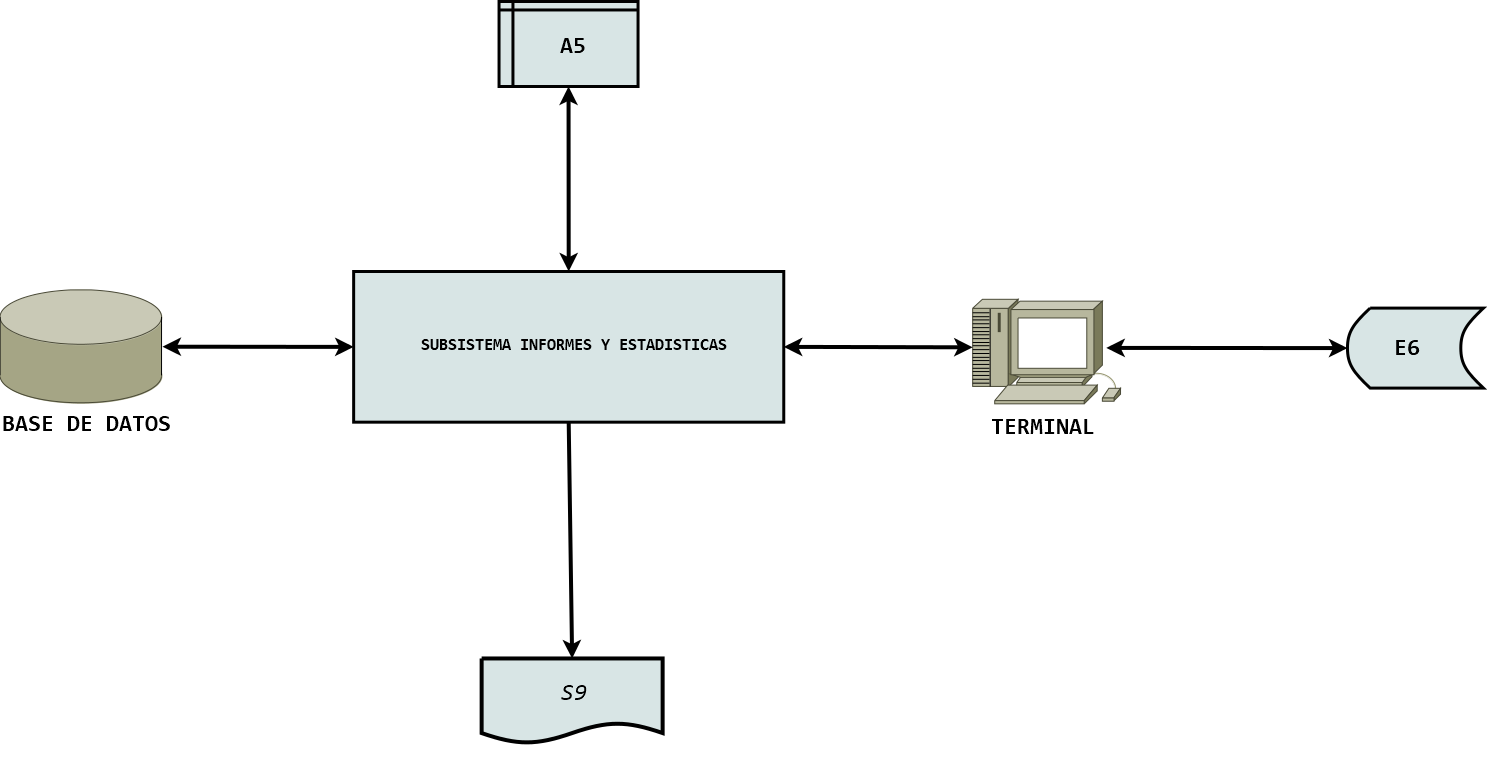 A5
SUBSISTEMA INFORMES Y ESTADISTICAS
E6
BASE DE DATOS
TERMINAL
S9